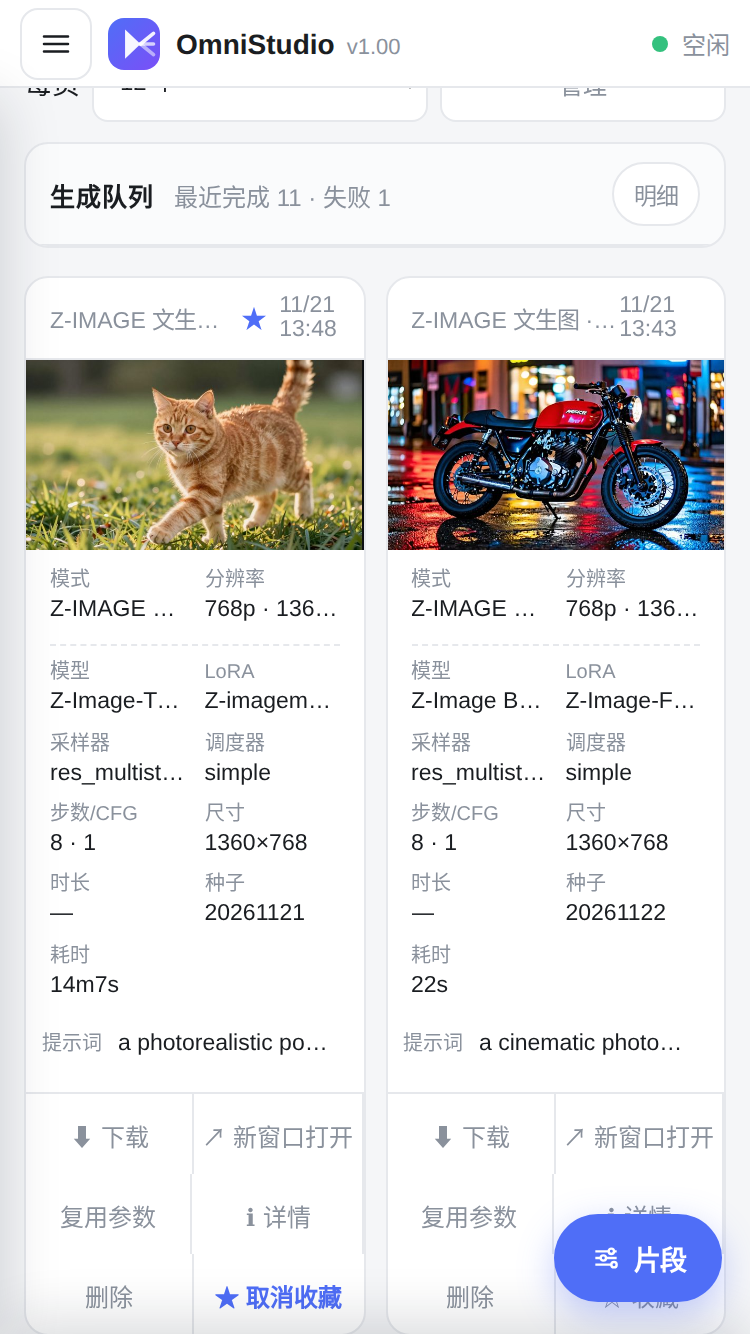 OmniStudio v1.00
空闲
每页
管理
生成队列 最近完成 11 · 失败 1
明细
Z-IMAGE 文生…
★ 11/21 13:48
模式 分辨率
Z-IMAGE … 768p · 136…
模型 LoRA
Z-Image-T… Z-imagem…
采样器 调度器
res_multist… simple
步数/CFG 尺寸
8 · 1 1360×768
时长 种子
— 20261121
耗时
14m7s
提示词 a photorealistic po…
下载 新窗口打开
复用参数 详情
删除 ★ 取消收藏
Z-IMAGE 文生图 ·…
11/21 13:43
模式 分辨率
Z-IMAGE … 768p · 136…
模型 LoRA
Z-Image B… Z-Image-F…
采样器 调度器
res_multist… simple
步数/CFG 尺寸
8 · 1 1360×768
时长 种子
— 20261122
耗时
22s
提示词 a cinematic photo…
下载 新窗口打开
复用参数 详情
删除 收藏
片段